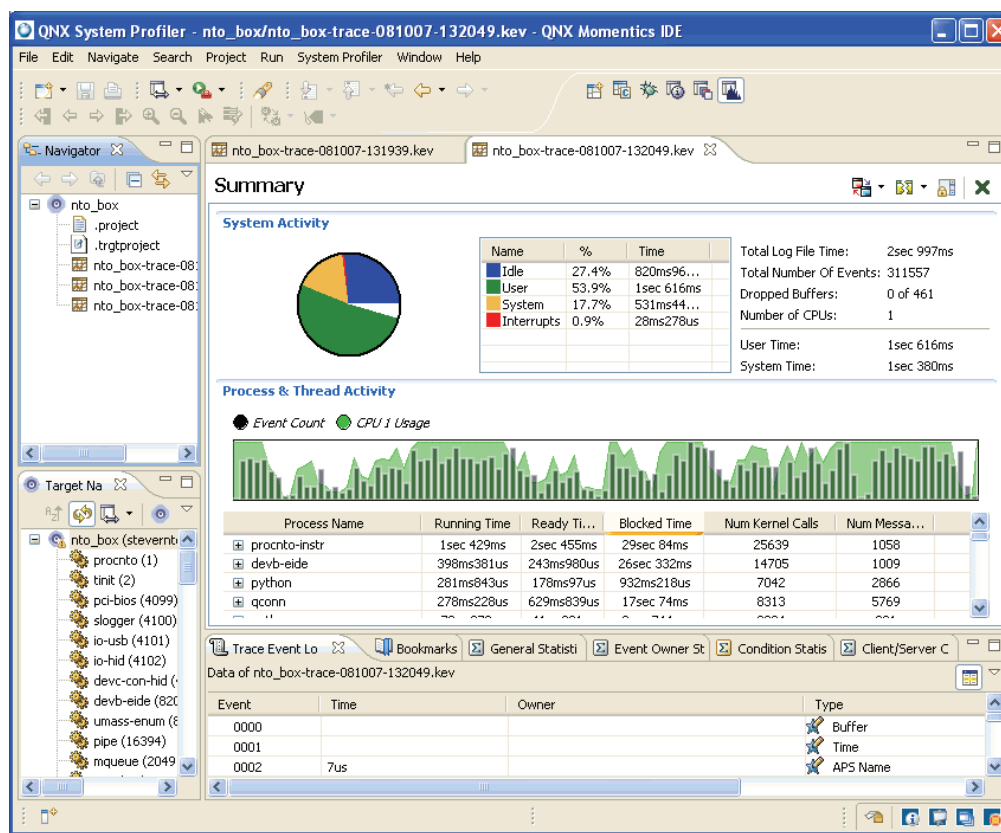 QNX System Profiler - nto_box/nto_box-trace-081007-132049.kev - QNX Momentics IDE
File Edit Navigate Search Project Run System Profiler Window Help
Navigator
nto_box
.project
.trgtproject
nto_box-trace-08
nto_box-trace-08
nto_box-trace-08
nto_box-trace-081007-131939.kev
nto_box-trace-081007-132049.kev
Summary
System Activity
Name % Time
Idle 27.4% 820ms96...
User 53.9% 1sec 616ms
System 17.7% 531ms44...
Interrupts 0.9% 28ms278us
Total Log File Time: 2sec 997ms
Total Number Of Events: 311557
Dropped Buffers: 0 of 461
Number of CPUs: 1
User Time: 1sec 616ms
System Time: 1sec 380ms
Process & Thread Activity
Event Count CPU 1 Usage
Process Name Running Time Ready Ti... Blocked Time Num Kernel Calls Num Messa...
procnto-instr 1sec 429ms 2sec 455ms 29sec 84ms 25639 1058
devb-eide 398ms381us 243ms980us 26sec 332ms 14705 1009
python 281ms843us 178ms97us 932ms218us 7042 2866
qconn 278ms228us 629ms839us 17sec 74ms 8313 5769
Target Na
nto_box (stevernt
procnto (1)
tinit (2)
pci-bios (4099)
slogger (4100)
io-usb (4101)
io-hid (4102)
devc-con-hid (
devb-eide (820
umass-enum (8
pipe (16394)
mqueue (2049
Trace Event Lo Bookmarks General Statisti Event Owner St Condition Statis Client/Server C
Data of nto_box-trace-081007-132049.kev
Event Time Owner Type
0000 Buffer
0001 Time
0002 7us APS Name